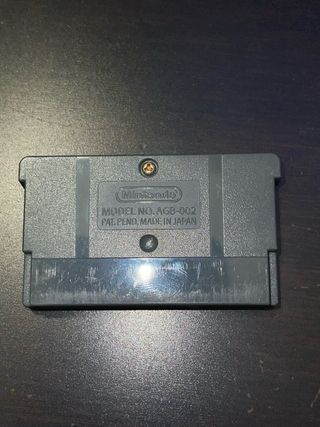 Nintendo
MODEL NO. AGB-002
PAT. PEND. MADE IN JAPAN